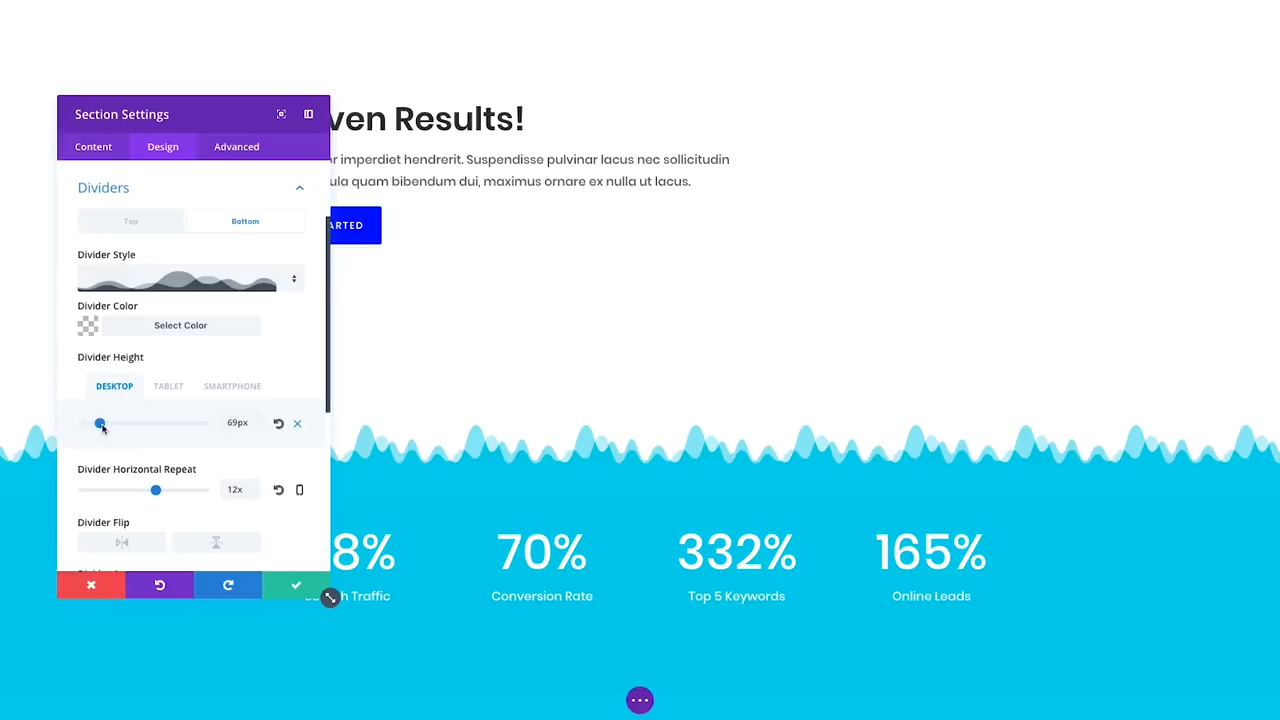 Section Settings
Content Design Advanced
Dividers
Top Bottom
Divider Style
Divider Color
Select Color
Divider Height
DESKTOP TABLET SMARTPHONE
69px
Divider Horizontal Repeat
12x
Divider Flip
ven Results!
r imperdiet hendrerit. Suspendisse pulvinar lacus nec sollicitudin
ula quam bibendum dui, maximus ornare ex nulla ut lacus.
ARTED
8% 70% 332% 165%
h Traffic Conversion Rate Top 5 Keywords Online Leads